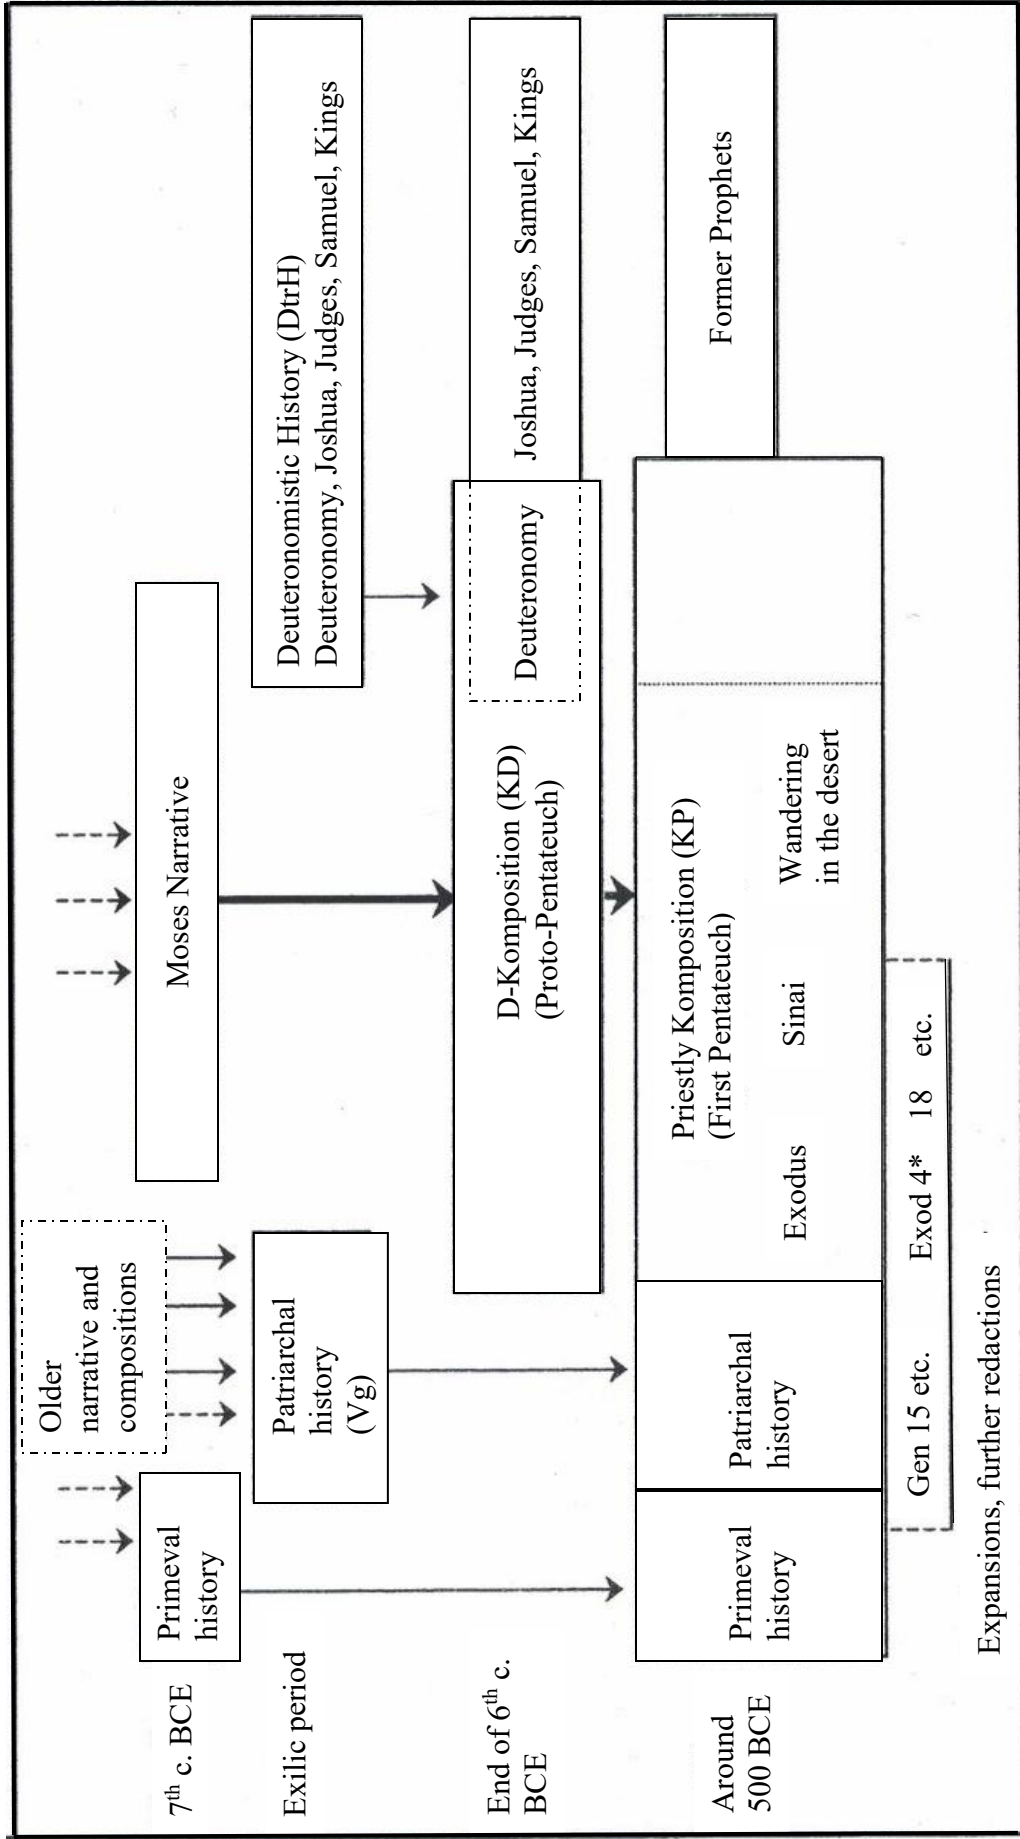 Older
narrative and
compositions
7th c. BCE
Primeval
history
Moses Narrative
Exilic period
Patriarchal
history
(Vg)
Deuteronomistic History (DtrH)
Deuteronomy, Joshua, Judges, Samuel, Kings
End of 6th c.
BCE
D-Komposition (KD)
(Proto-Pentateuch)
Deuteronomy
Joshua, Judges, Samuel, Kings
Around
500 BCE
Primeval
history
Patriarchal
history
Priestly Komposition (KP)
(First Pentateuch)
Exodus
Sinai
Wandering
in the desert
Former Prophets
Gen 15 etc. Exod 4* 18 etc.
Expansions, further redactions